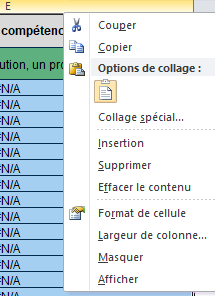 E
compétenc
Couper
Copier
Options de collage :
ution, un pro
Collage spécial...
#N/A
#N/A
#N/A
#N/A
#N/A
#N/A
#N/A
#N/A
#N/A
#N/A
#N/A
#N/A
#N/A
Insertion
Supprimer
Effacer le contenu
Format de cellule
Largeur de colonne...
Masquer
Afficher